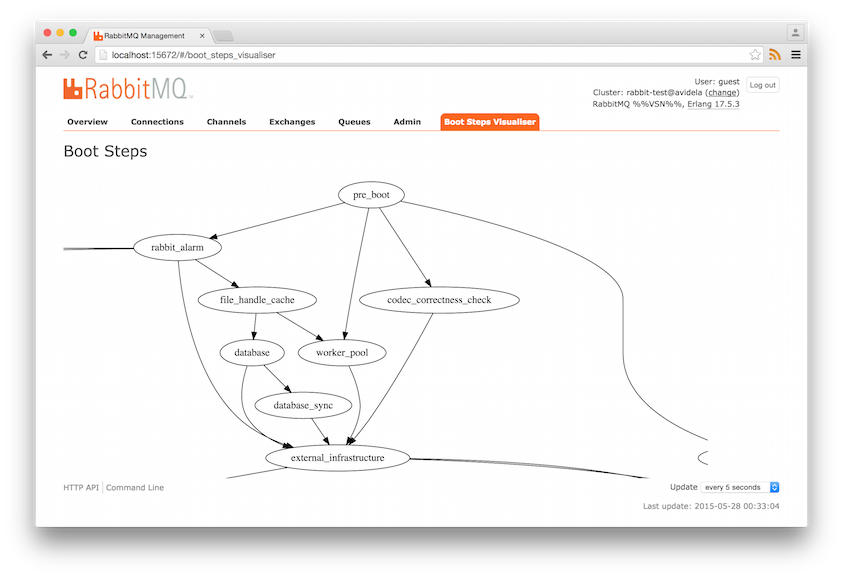 RabbitMQ Management
localhost:15672/#/boot_steps_visualiser
RabbitMQ
User: guest
Log out
Cluster: rabbit-test@avidela (change)
RabbitMQ %%VSN%%, Erlang 17.5.3
Overview Connections Channels Exchanges Queues Admin Boot Steps Visualiser
Boot Steps
pre_boot
rabbit_alarm
file_handle_cache codec_correctness_check
database worker_pool
database_sync
external_infrastructure
HTTP API Command Line Update every 5 seconds
Last update: 2015-05-28 00:33:04